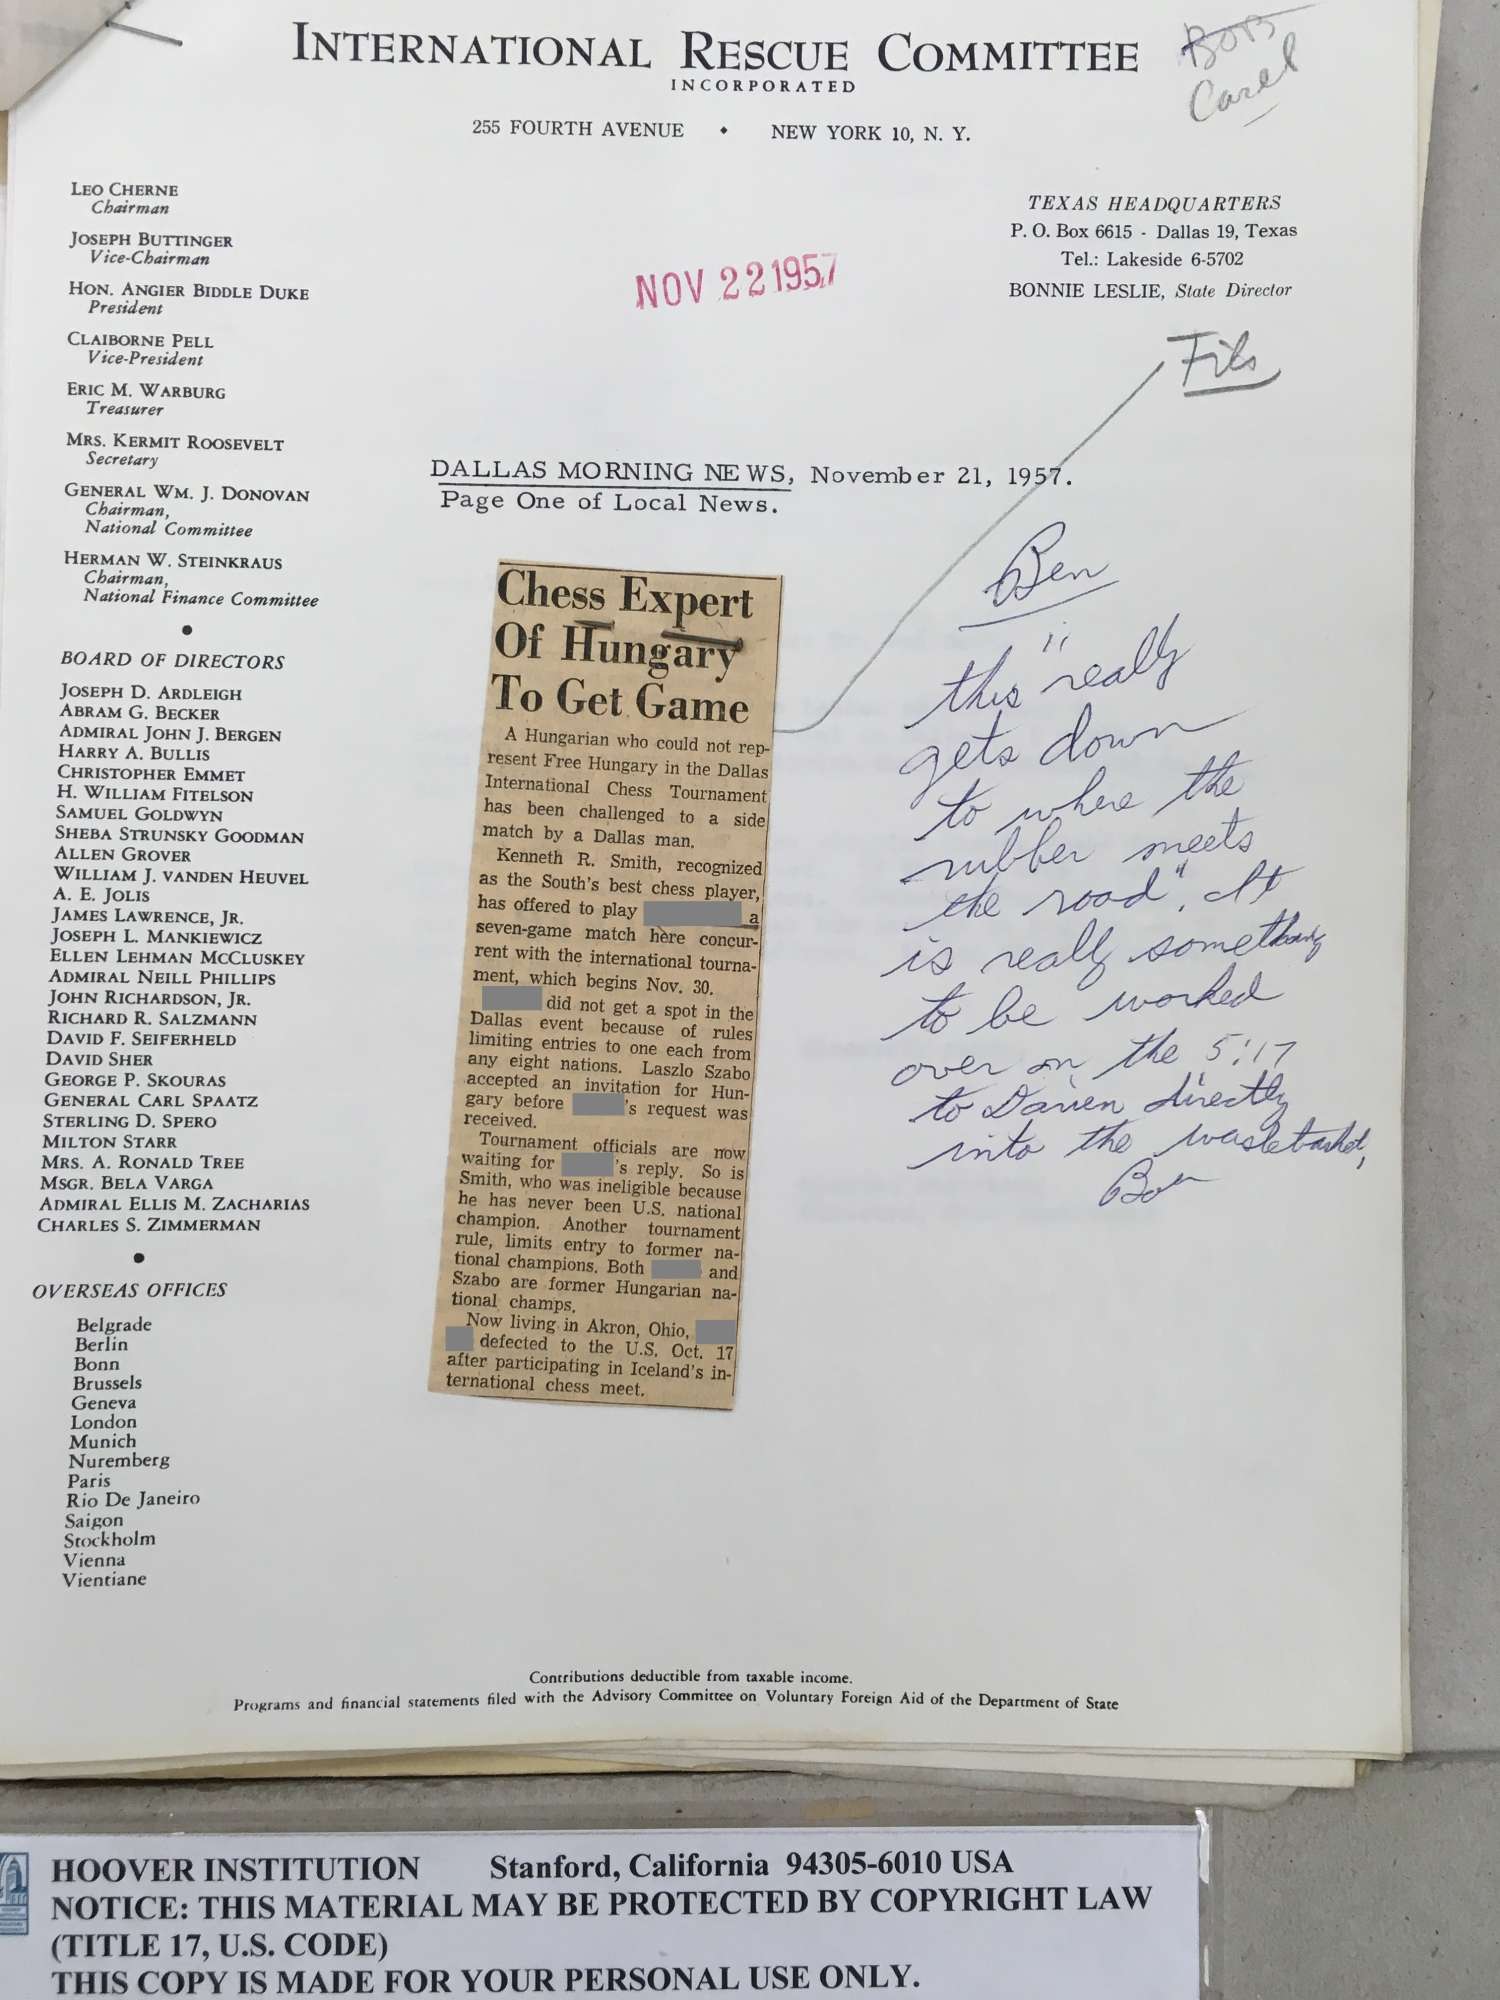 INTERNATIONAL RESCUE COMMITTEE
INCORPORATED
255 FOURTH AVENUE • NEW YORK 10, N. Y.
BOB
Carel
LEO CHERNE
Chairman
JOSEPH BUTTINGER
Vice-Chairman
HON. ANGIER BIDDLE DUKE
President
CLAIBORNE PELL
Vice-President
ERIC M. WARBURG
Treasurer
MRS. KERMIT ROOSEVELT
Secretary
GENERAL WM. J. DONOVAN
Chairman,
National Committee
HERMAN W. STEINKRAUS
Chairman,
National Finance Committee
•
BOARD OF DIRECTORS
JOSEPH D. ARDLEIGH
ABRAM G. BECKER
ADMIRAL JOHN J. BERGEN
HARRY A. BULLIS
CHRISTOPHER EMMET
H. WILLIAM FITELSON
SAMUEL GOLDWYN
SHEBA STRUNSKY GOODMAN
ALLEN GROVER
WILLIAM J. VANDEN HEUVEL
A. E. JOLIS
JAMES LAWRENCE, JR.
JOSEPH L. MANKIEWICZ
ELLEN LEHMAN MCCLUSKEY
ADMIRAL NEILL PHILLIPS
JOHN RICHARDSON, JR.
RICHARD R. SALZMANN
DAVID F. SEIFERHELD
DAVID SHER
GEORGE P. SKOURAS
GENERAL CARL SPAATZ
STERLING D. SPERO
MILTON STARR
MRS. A. RONALD TREE
MSGR. BELA VARGA
ADMIRAL ELLIS M. ZACHARIAS
CHARLES S. ZIMMERMAN
•
OVERSEAS OFFICES
Belgrade
Berlin
Bonn
Brussels
Geneva
London
Munich
Nuremberg
Paris
Rio De Janeiro
Saigon
Stockholm
Vienna
Vientiane
TEXAS HEADQUARTERS
P. O. Box 6615 - Dallas 19, Texas
Tel.: Lakeside 6-5702
BONNIE LESLIE, State Director
NOV 22 1957
DALLAS MORNING NEWS, November 21, 1957.
Page One of Local News.
Chess Expert
Of Hungary
To Get Game
A Hungarian who could not rep-
resent Free Hungary in the Dallas
International Chess Tournament
has been challenged to a side
match by a Dallas man.
Kenneth R. Smith, recognized
as the South's best chess player,
has offered to play a
seven-game match here concur-
rent with the international tourna-
ment, which begins Nov. 30.
did not get a spot in the
Dallas event because of rules
limiting entries to one each from
any eight nations. Laszlo Szabo
accepted an invitation for Hun-
gary before 's request was
received.
Tournament officials are now
waiting for 's reply. So is
Smith, who was ineligible because
he has never been U.S. national
champion. Another tournament
rule, limits entry to former na-
tional champions. Both and
Szabo are former Hungarian na-
tional champs.
Now living in Akron, Ohio,
defected to the U.S. Oct. 17
after participating in Iceland's in-
ternational chess meet.
Ben
this "really
gets down
to where the
rubber meets
the road". It
is really something
to be worked
over on the 5:17
to Darien directly
into the wastebasket,
Contributions deductible from taxable income.
Programs and financial statements filed with the Advisory Committee on Voluntary Foreign Aid of the Department of State
HOOVER INSTITUTION Stanford, California 94305-6010 USA
NOTICE: THIS MATERIAL MAY BE PROTECTED BY COPYRIGHT LAW
(TITLE 17, U.S. CODE)
THIS COPY IS MADE FOR YOUR PERSONAL USE ONLY.